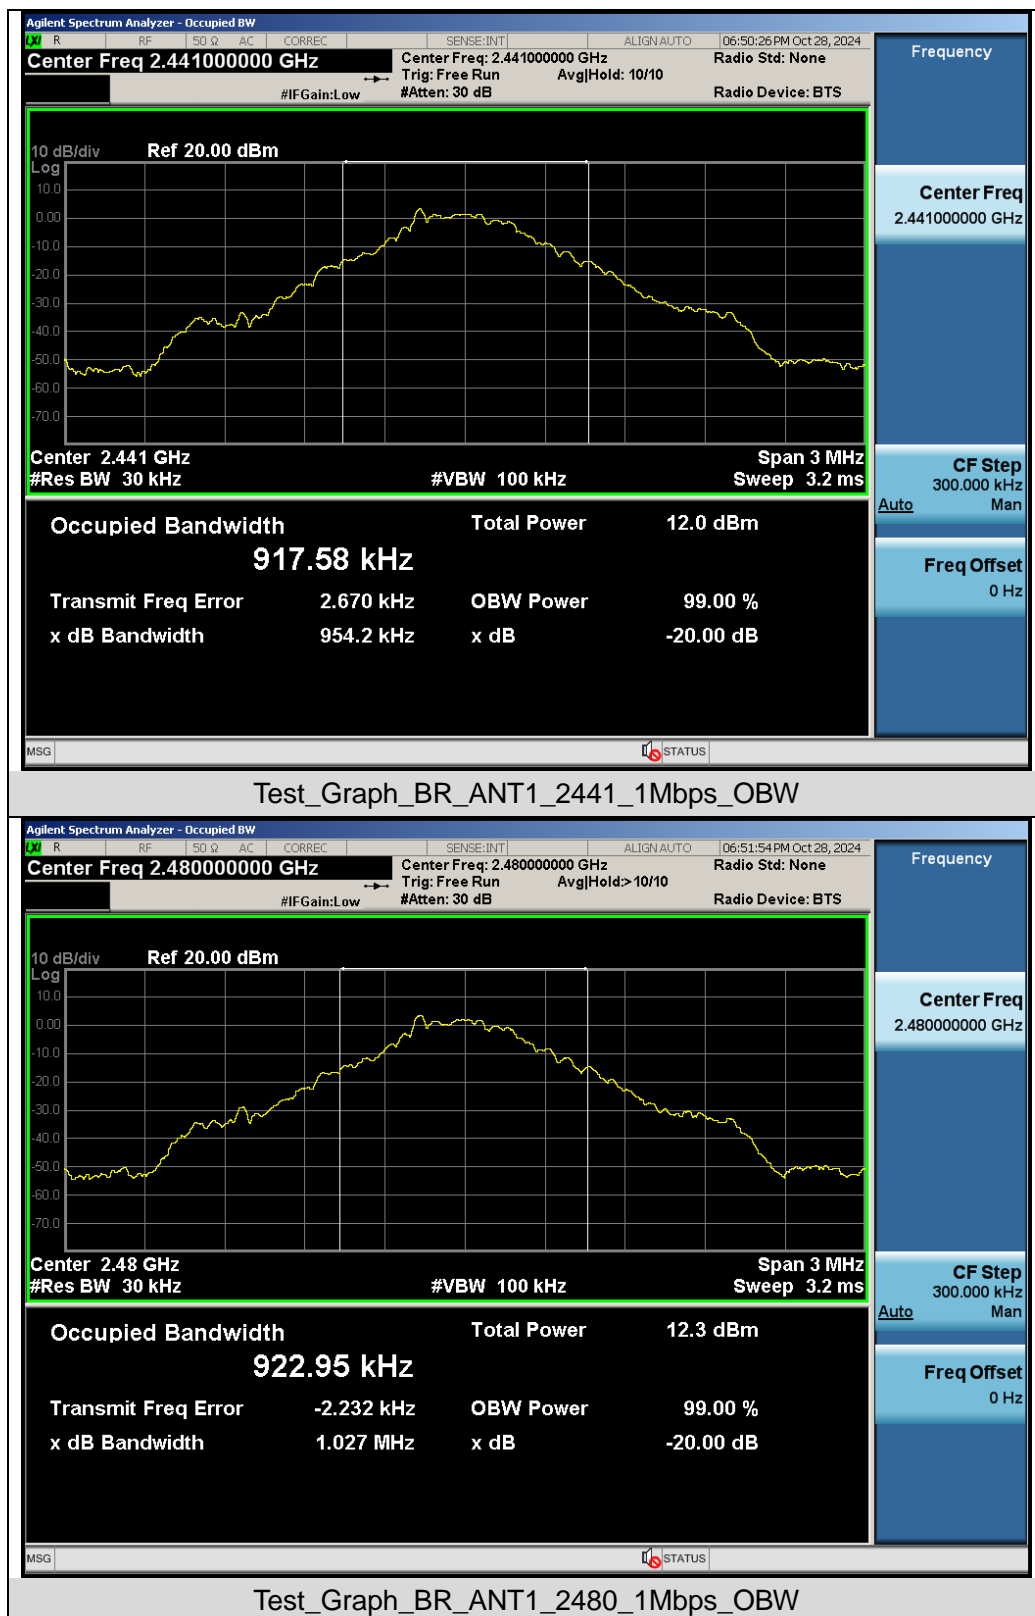 Agilent Spectrum Analyzer - Occupied BW
LXI R RF 50 Ω AC CORREC SENSE:INT ALIGN AUTO 06:50:26 PM Oct 28, 2024
Center Freq 2.441000000 GHz
Center Freq: 2.441000000 GHz
Radio Std: None
Trig: Free Run Avg|Hold: 10/10
#IFGain:Low
#Atten: 30 dB
Radio Device: BTS
10 dB/div Ref 20.00 dBm
Log
10.0
0.00
-10.0
-20.0
-30.0
-40.0
-50.0
-60.0
-70.0
Center 2.441 GHz Span 3 MHz
#Res BW 30 kHz #VBW 100 kHz Sweep 3.2 ms
Occupied Bandwidth Total Power 12.0 dBm
917.58 kHz
Transmit Freq Error 2.670 kHz OBW Power 99.00 %
x dB Bandwidth 954.2 kHz x dB -20.00 dB
MSG STATUS
Frequency
Center Freq
2.441000000 GHz
CF Step
300.000 kHz
Auto Man
Freq Offset
0 Hz
Test_Graph_BR_ANT1_2441_1Mbps_OBW
Agilent Spectrum Analyzer - Occupied BW
LXI R RF 50 Ω AC CORREC SENSE:INT ALIGN AUTO 06:51:54 PM Oct 28, 2024
Center Freq 2.480000000 GHz
Center Freq: 2.480000000 GHz
Radio Std: None
Trig: Free Run Avg|Hold:>10/10
#IFGain:Low
#Atten: 30 dB
Radio Device: BTS
10 dB/div Ref 20.00 dBm
Log
10.0
0.00
-10.0
-20.0
-30.0
-40.0
-50.0
-60.0
-70.0
Center 2.48 GHz Span 3 MHz
#Res BW 30 kHz #VBW 100 kHz Sweep 3.2 ms
Occupied Bandwidth Total Power 12.3 dBm
922.95 kHz
Transmit Freq Error -2.232 kHz OBW Power 99.00 %
x dB Bandwidth 1.027 MHz x dB -20.00 dB
MSG STATUS
Frequency
Center Freq
2.480000000 GHz
CF Step
300.000 kHz
Auto Man
Freq Offset
0 Hz
Test_Graph_BR_ANT1_2480_1Mbps_OBW